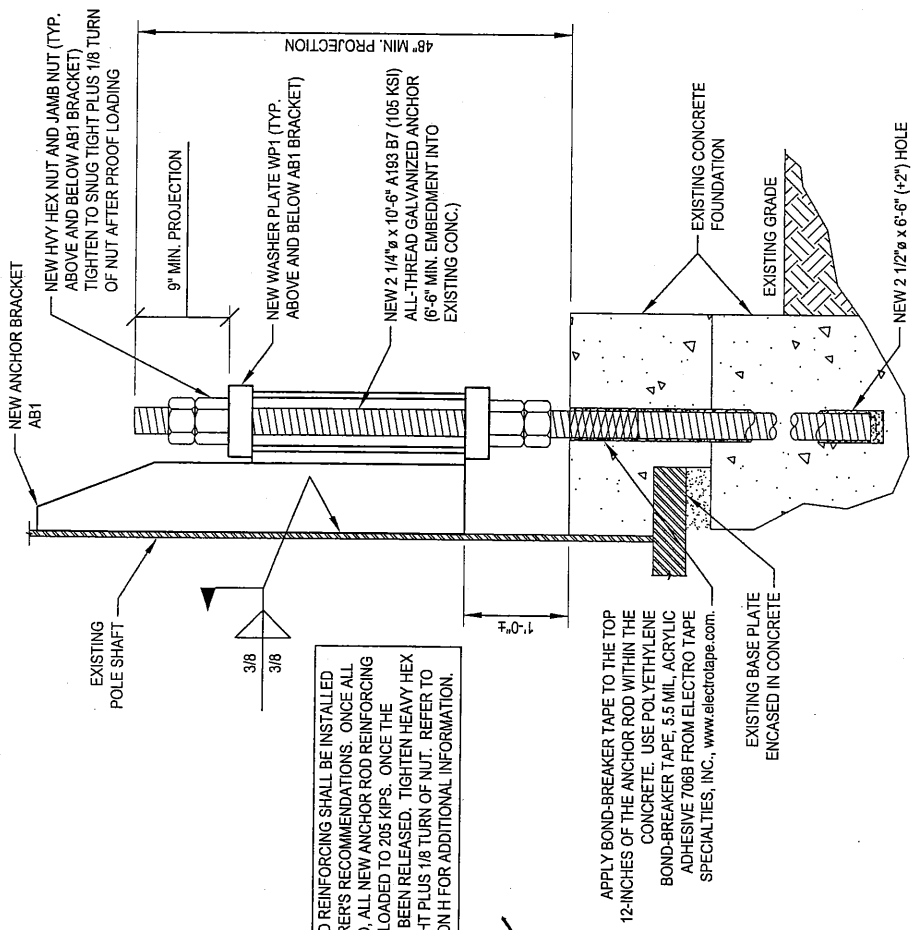 NEW ANCHOR BRACKET
AB1
NEW HVY HEX NUT AND JAMB NUT (TYP.
ABOVE AND BELOW AB1 BRACKET)
TIGHTEN TO SNUG TIGHT PLUS 1/8 TURN
OF NUT AFTER PROOF LOADING
9" MIN. PROJECTION
48" MIN. PROJECTION
NEW WASHER PLATE WP1 (TYP.
ABOVE AND BELOW AB1 BRACKET)
NEW 2 1/4"ø x 10'-6" A193 B7 (105 KSI)
ALL-THREAD GALVANIZED ANCHOR
(6'-6" MIN. EMBEDMENT INTO
EXISTING CONC.)
EXISTING CONCRETE
FOUNDATION
EXISTING GRADE
NEW 2 1/2"ø x 6'-6" (+2") HOLE
EXISTING
POLE SHAFT
3/8
3/8
1'-0"±
D REINFORCING SHALL BE INSTALLED
RER'S RECOMMENDATIONS. ONCE ALL
D, ALL NEW ANCHOR ROD REINFORCING
LOADED TO 205 KIPS. ONCE THE
BEEN RELEASED. TIGHTEN HEAVY HEX
HT PLUS 1/8 TURN OF NUT. REFER TO
ON H FOR ADDITIONAL INFORMATION.
APPLY BOND-BREAKER TAPE TO THE TOP
12-INCHES OF THE ANCHOR ROD WITHIN THE
CONCRETE. USE POLYETHYLENE
BOND-BREAKER TAPE, 5.5 MIL, ACRYLIC
ADHESIVE 706B FROM ELECTRO TAPE
SPECIALTIES, INC., www.electrotape.com.
EXISTING BASE PLATE
ENCASED IN CONCRETE